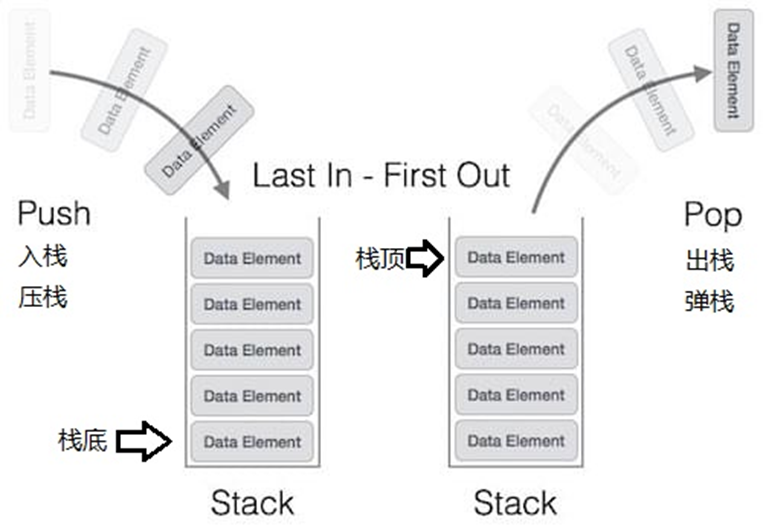 Data Element
Data Element
Data Element
Last In - First Out
Data Element
Data Element
Data Element
Push
入栈
压栈
Pop
出栈
弹栈
栈顶
栈底
Data Element
Data Element
Data Element
Data Element
Data Element
Stack
Data Element
Data Element
Data Element
Data Element
Data Element
Stack